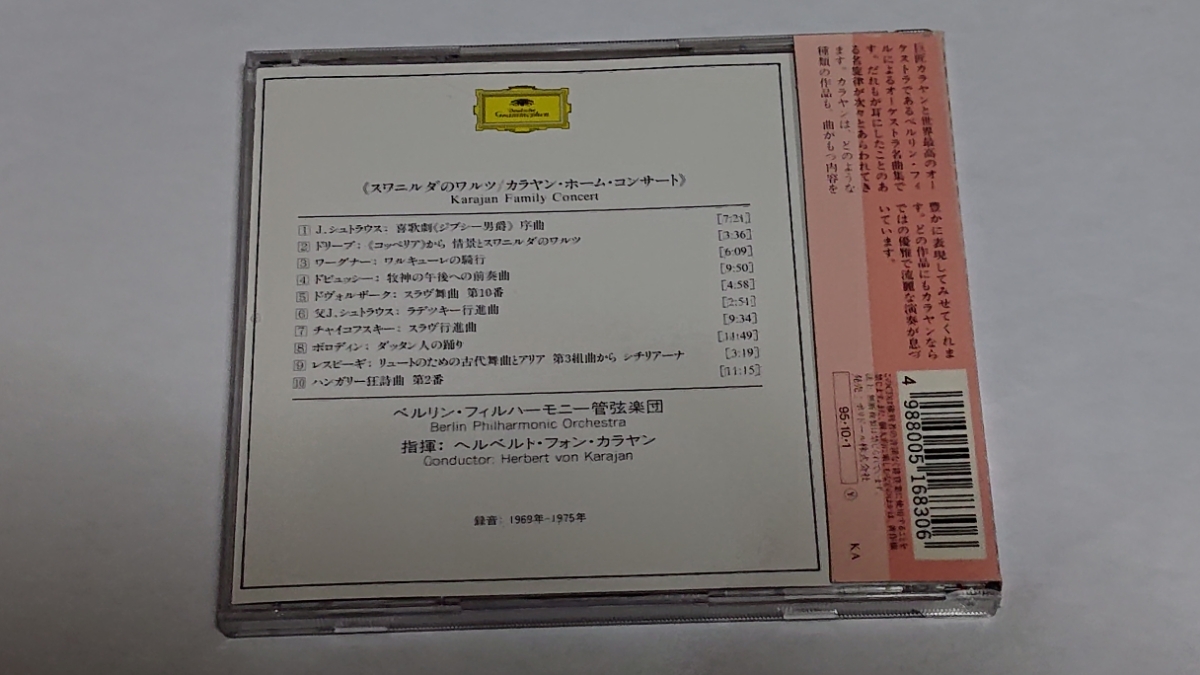 Deutsche
Grammophon
《スワニルダのワルツ/カラヤン・ホーム・コンサート》
Karajan Family Concert
1 J.シュトラウス: 喜歌劇《ジプシー男爵》序曲 [7:21]
2 ドリーブ:《コッペリア》から 情景とスワニルダのワルツ [3:36]
3 ワーグナー: ワルキューレの騎行 [6:09]
4 ドビュッシー: 牧神の午後への前奏曲 [9:50]
5 ドヴォルザーク: スラヴ舞曲 第10番 [4:58]
6 父J.シュトラウス: ラデツキー行進曲 [2:51]
7 チャイコフスキー: スラヴ行進曲 [9:34]
8 ボロディン: ダッタン人の踊り [11:49]
9 レスピーギ: リュートのための古代舞曲とアリア 第3組曲から シチリアーナ [3:19]
10 ハンガリー狂詩曲 第2番 [11:15]
ベルリン・フィルハーモニー管弦楽団
Berlin Philharmonic Orchestra
指揮: ヘルベルト・フォン・カラヤン
Conductor: Herbert von Karajan
録音: 1969年-1975年
巨匠カラヤンと世界最高のオー
ケストラであるベルリン・フィ
ルによるオーケストラ名曲集で
す。だれもが耳にしたことのあ
る名旋律が次々とあらわれてき
ます。カラヤンは、どのような
種類の作品も、曲がもつ内容を
豊かに表現してみせてくれま
す。どの作品にもカラヤンなら
ではの優雅で流麗な演奏が息づ
いています。
4 988005 168306
発売:ポリドール株式会社
95·10·1
Ⓨ
KA